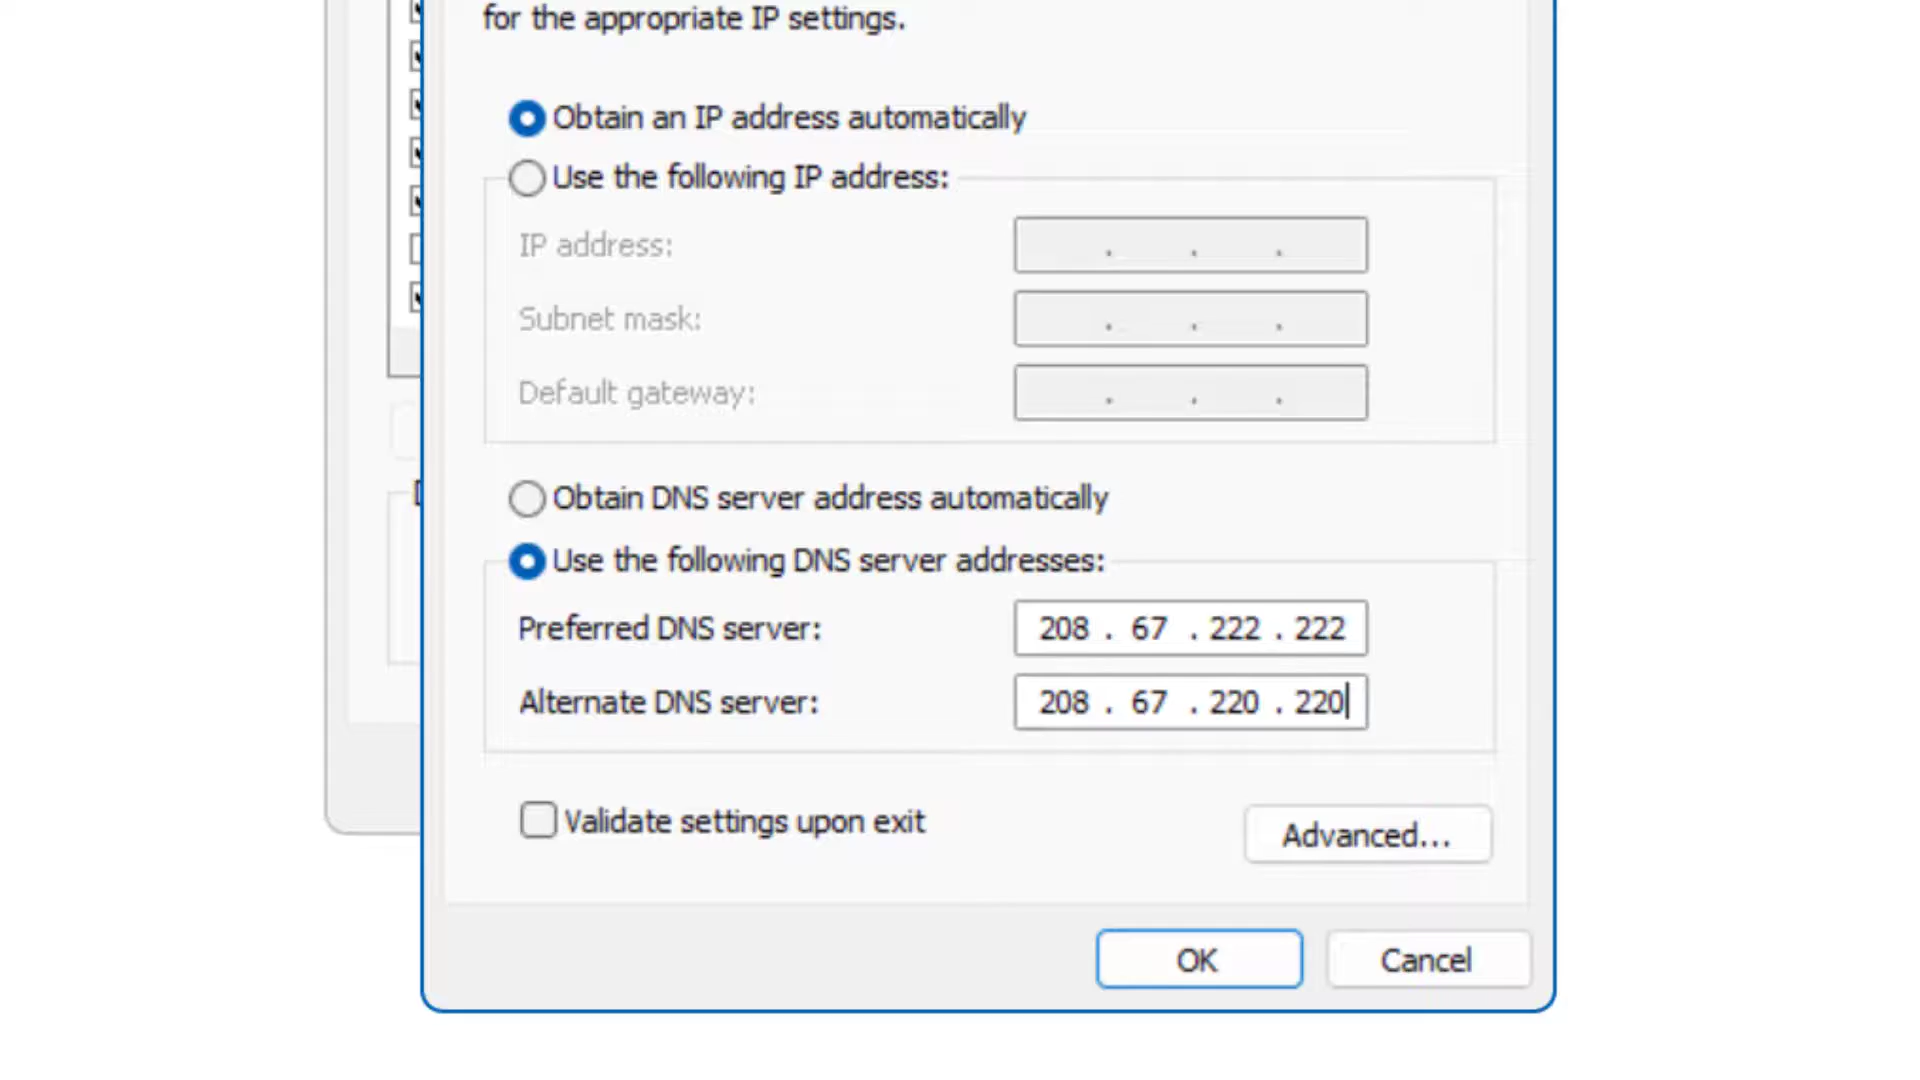 for the appropriate IP settings.
Obtain an IP address automatically
Use the following IP address:
IP address:
. . .
Subnet mask:
. . .
Default gateway:
. . .
Obtain DNS server address automatically
Use the following DNS server addresses:
Preferred DNS server:
208 . 67 . 222 . 222
Alternate DNS server:
208 . 67 . 220 . 220
Validate settings upon exit
Advanced...
OK
Cancel